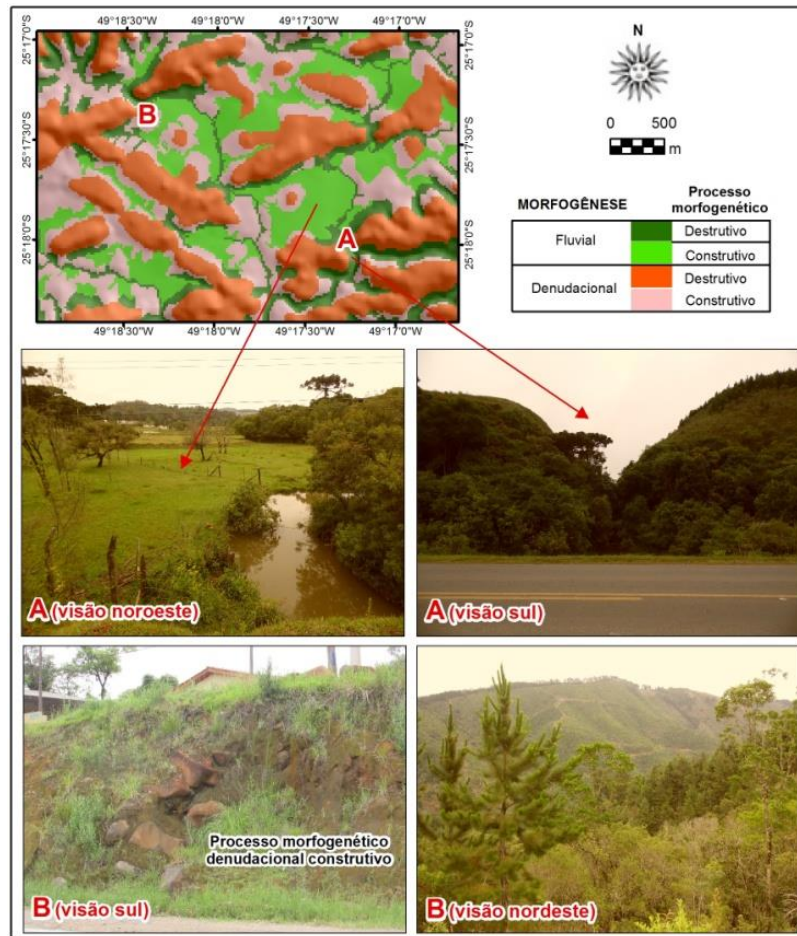 49°18'30"W 49°18'0"W 49°17'30"W 49°17'0"W
25°17'0"S 25°17'0"S
25°17'30"S 25°17'30"S
25°18'0"S 25°18'0"S
B
A
49°18'30"W 49°18'0"W 49°17'30"W 49°17'0"W
N
0 500
m
MORFOGÊNESE Processo
morfogenético
Fluvial Destrutivo
Construtivo
Denudacional Destrutivo
Construtivo
A (visão noroeste)
A (visão sul)
Processo morfogenético
denudacional construtivo
B (visão sul)
B (visão nordeste)